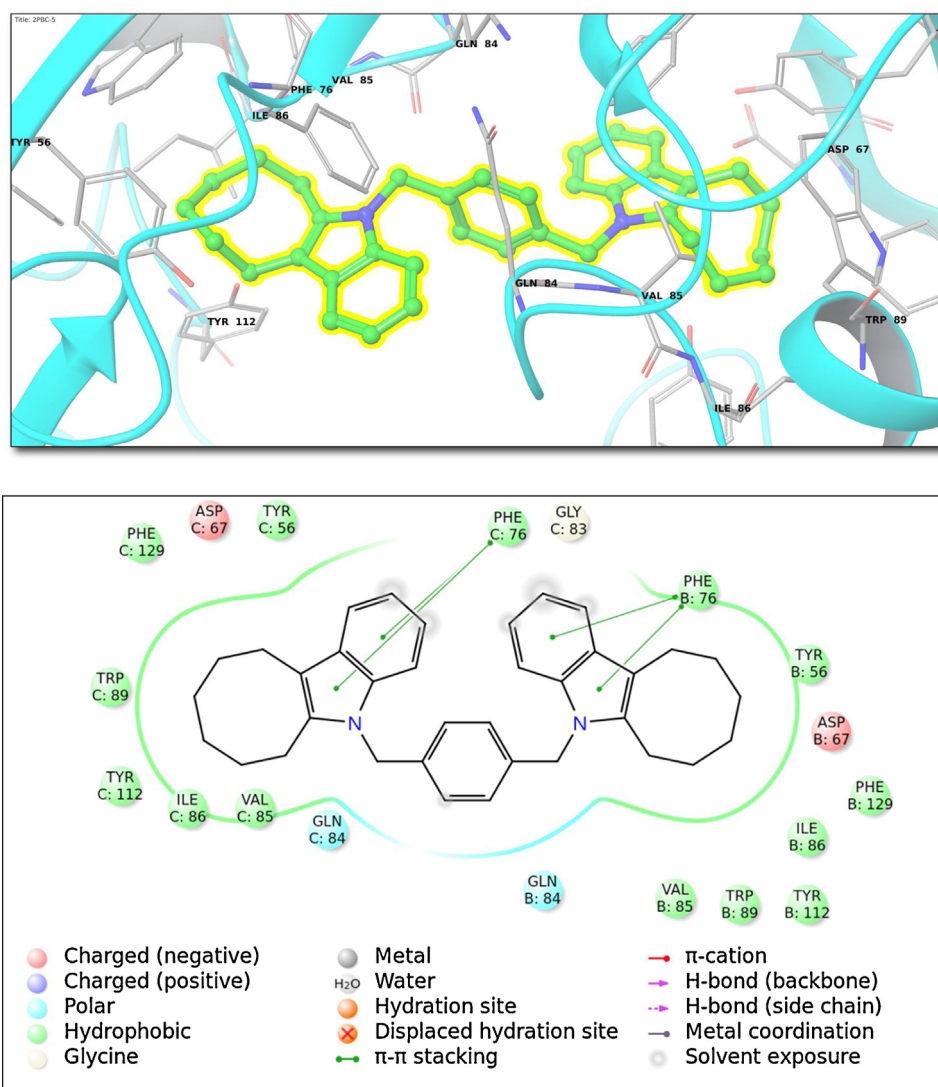 Title: 2PBC-5
GLN 84
VAL 85
PHE 76
ILE 86
TYR 56
ASP 67
GLN 84
VAL 85
TYR 112
TRP 89
ILE 86
ASP
C: 67
TYR
C: 56
PHE
C: 76
GLY
C: 83
PHE
C: 129
PHE
B: 76
TYR
B: 56
TRP
C: 89
ASP
B: 67
N
N
TYR
C: 112
ILE
C: 86
VAL
C: 85
GLN
C: 84
PHE
B: 129
ILE
B: 86
GLN
B: 84
VAL
B: 85
TRP
B: 89
TYR
B: 112
Charged (negative)
Charged (positive)
Polar
Hydrophobic
Glycine
Metal
H₂O Water
Hydration site
Displaced hydration site
π-π stacking
π-cation
H-bond (backbone)
H-bond (side chain)
Metal coordination
Solvent exposure